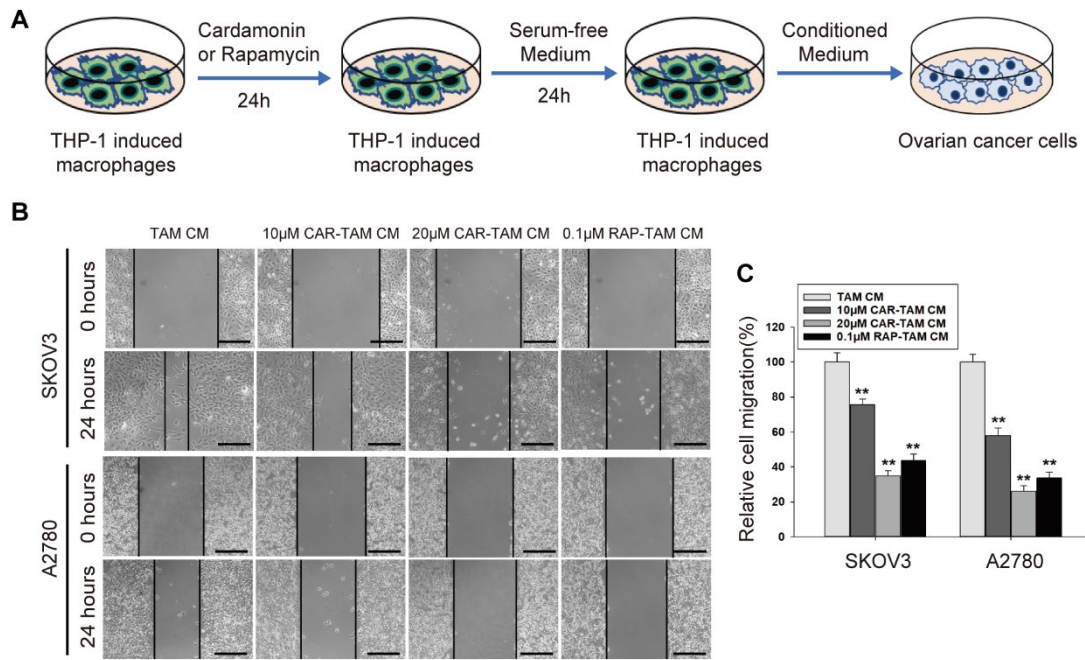 A
Cardamonin
or Rapamycin
24h
Serum-free
Medium
24h
Conditioned
Medium
THP-1 induced
macrophages
THP-1 induced
macrophages
THP-1 induced
macrophages
Ovarian cancer cells
B
TAM CM
10μM CAR-TAM CM
20μM CAR-TAM CM
0.1μM RAP-TAM CM
SKOV3
0 hours
24 hours
A2780
0 hours
24 hours
C
TAM CM
10μM CAR-TAM CM
20μM CAR-TAM CM
0.1μM RAP-TAM CM
Relative cell migration(%)
120
100
80
60
40
20
0
**
**
**
**
**
**
SKOV3
A2780